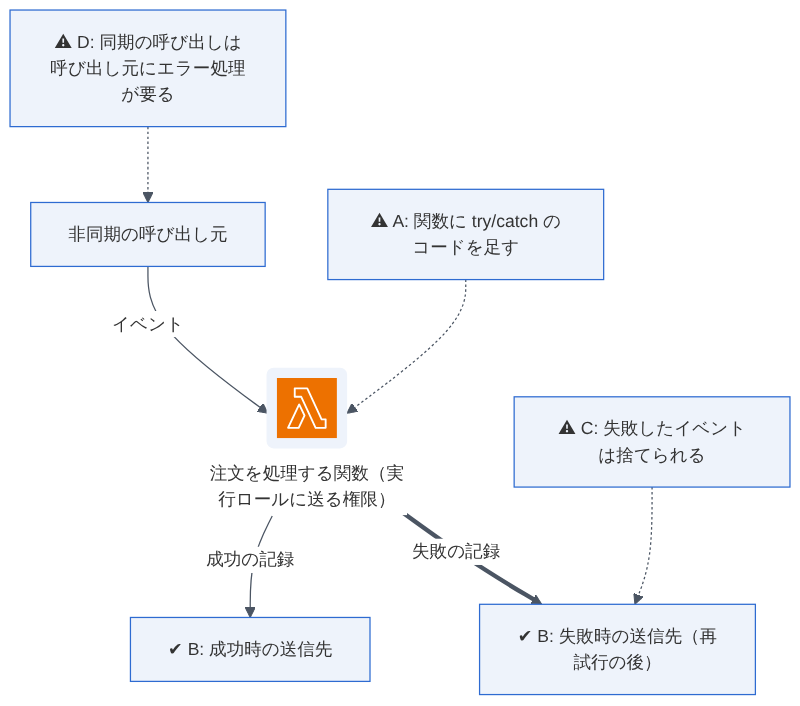 ⚠ D: 同期の呼び出しは
呼び出し元にエラー処理
が要る
非同期の呼び出し元
⚠ A: 関数に try/catch の
コードを足す
イベント
⚠ C: 失敗したイベント
は捨てられる
注文を処理する関数（実
行ロールに送る権限）
成功の記録
失敗の記録
✔ B: 成功時の送信先
✔ B: 失敗時の送信先（再
試行の後）